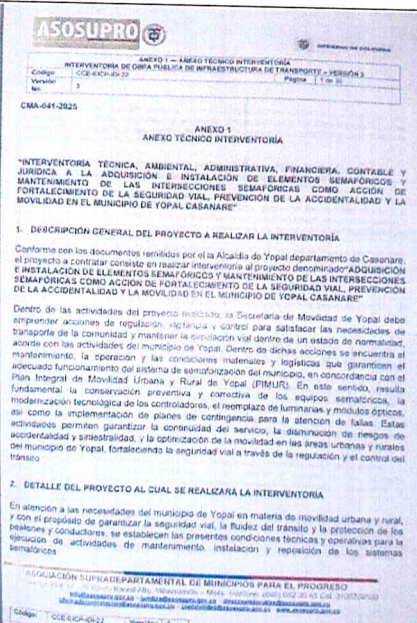 ASOSUPRO
GOBIERNO DE COLOMBIA
ANEXO 1 — ANEXO TÉCNICO INTERVENTORÍA
INTERVENTORÍA DE OBRA PÚBLICA DE INFRAESTRUCTURA DE TRANSPORTE – VERSIÓN 3
Código CCE-EICP-IDI-22 Página 1 de
Versión No. 3
CMA-041-2025
ANEXO 1
ANEXO TÉCNICO INTERVENTORÍA
"INTERVENTORÍA TÉCNICA, AMBIENTAL, ADMINISTRATIVA, FINANCIERA, CONTABLE Y
JURÍDICA A LA ADQUISICIÓN E INSTALACIÓN DE ELEMENTOS SEMAFÓRICOS Y
MANTENIMIENTO DE LAS INTERSECCIONES SEMAFÓRICAS COMO ACCIÓN DE
FORTALECIMIENTO DE LA SEGURIDAD VIAL, PREVENCIÓN DE LA ACCIDENTALIDAD Y LA
MOVILIDAD EN EL MUNICIPIO DE YOPAL CASANARE"
1. DESCRIPCIÓN GENERAL DEL PROYECTO A REALIZAR LA INTERVENTORÍA
Conforme con los documentos remitidos por el la Alcaldía de Yopal departamento de Casanare,
el proyecto a contratar consiste en realizar interventoría al proyecto denominado"ADQUISICIÓN
E INSTALACIÓN DE ELEMENTOS SEMAFÓRICOS Y MANTENIMIENTO DE LAS INTERSECCIONES
SEMAFÓRICAS COMO ACCIÓN DE FORTALECIMIENTO DE LA SEGURIDAD VIAL, PREVENCIÓN
DE LA ACCIDENTALIDAD Y LA MOVILIDAD EN EL MUNICIPIO DE YOPAL CASANARE"
Dentro de las actividades del proyecto, la Secretaría de Movilidad de Yopal debe
emprender acciones de regulación, vigilancia y control para satisfacer las necesidades de
transporte de la comunidad y mantener la circulación vial dentro de un estado de normalidad,
acorde con las actividades del municipio de Yopal. Dentro de dichas acciones se encuentra el
mantenimiento, la operación y las condiciones materiales y logísticas que garanticen el
adecuado funcionamiento del sistema de semaforización del municipio, en concordancia con el
Plan Integral de Movilidad Urbana y Rural de Yopal (PIMUR). En este sentido, resulta
fundamental la conservación preventiva y correctiva de los equipos semafóricos, la
modernización tecnológica de los controladores, el reemplazo de luminarias y módulos ópticos,
así como la implementación de planes de contingencia para la atención de fallas. Estas
actividades permiten garantizar la continuidad del servicio, la disminución de riesgos de
accidentalidad y siniestralidad, y la optimización de la movilidad en las áreas urbanas y rurales
del municipio de Yopal, fortaleciendo la seguridad vial a través de la regulación y el control del
tránsito
2. DETALLE DEL PROYECTO AL CUAL SE REALIZARA LA INTERVENTORÍA
En atención a las necesidades del municipio de Yopal en materia de movilidad urbana y rural,
y con el propósito de garantizar la seguridad vial, la fluidez del tránsito y la protección de los
peatones y conductores, se establecen las presentes condiciones técnicas y operativas para la
ejecución de actividades de mantenimiento, instalación y reposición de los sistemas
semafóricos
ASOCIACIÓN SUPRADEPARTAMENTAL DE MUNICIPIOS PARA EL PROGRESO
Código: CCE-EICP-IDI-22